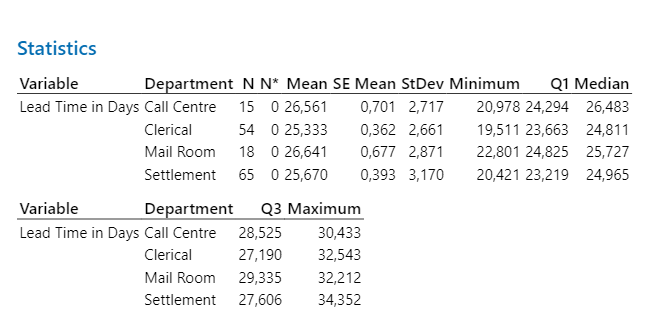 Statistics
Variable Department N N* Mean SE Mean StDev Minimum Q1 Median
Lead Time in Days Call Centre 15 0 26,561 0,701 2,717 20,978 24,294 26,483
Clerical 54 0 25,333 0,362 2,661 19,511 23,663 24,811
Mail Room 18 0 26,641 0,677 2,871 22,801 24,825 25,727
Settlement 65 0 25,670 0,393 3,170 20,421 23,219 24,965
Variable Department Q3 Maximum
Lead Time in Days Call Centre 28,525 30,433
Clerical 27,190 32,543
Mail Room 29,335 32,212
Settlement 27,606 34,352